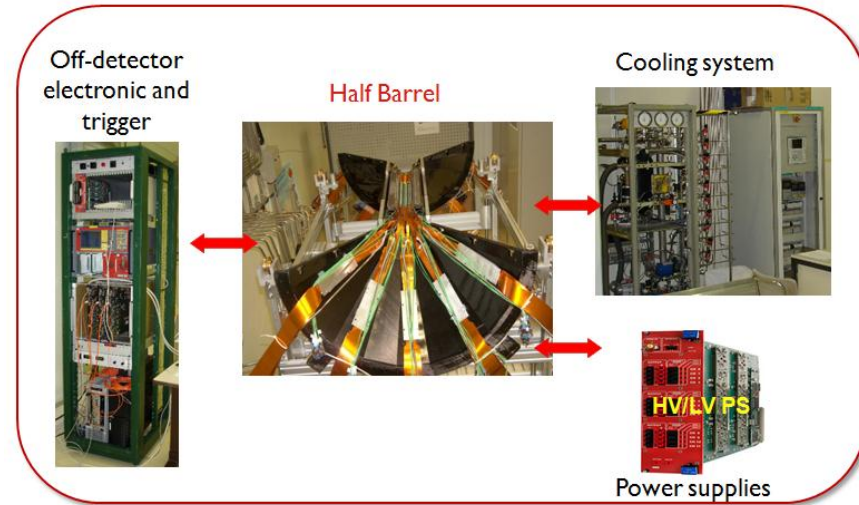 Off-detector
electronic and
trigger
Half Barrel
Cooling system
HV/LV PS
Power supplies